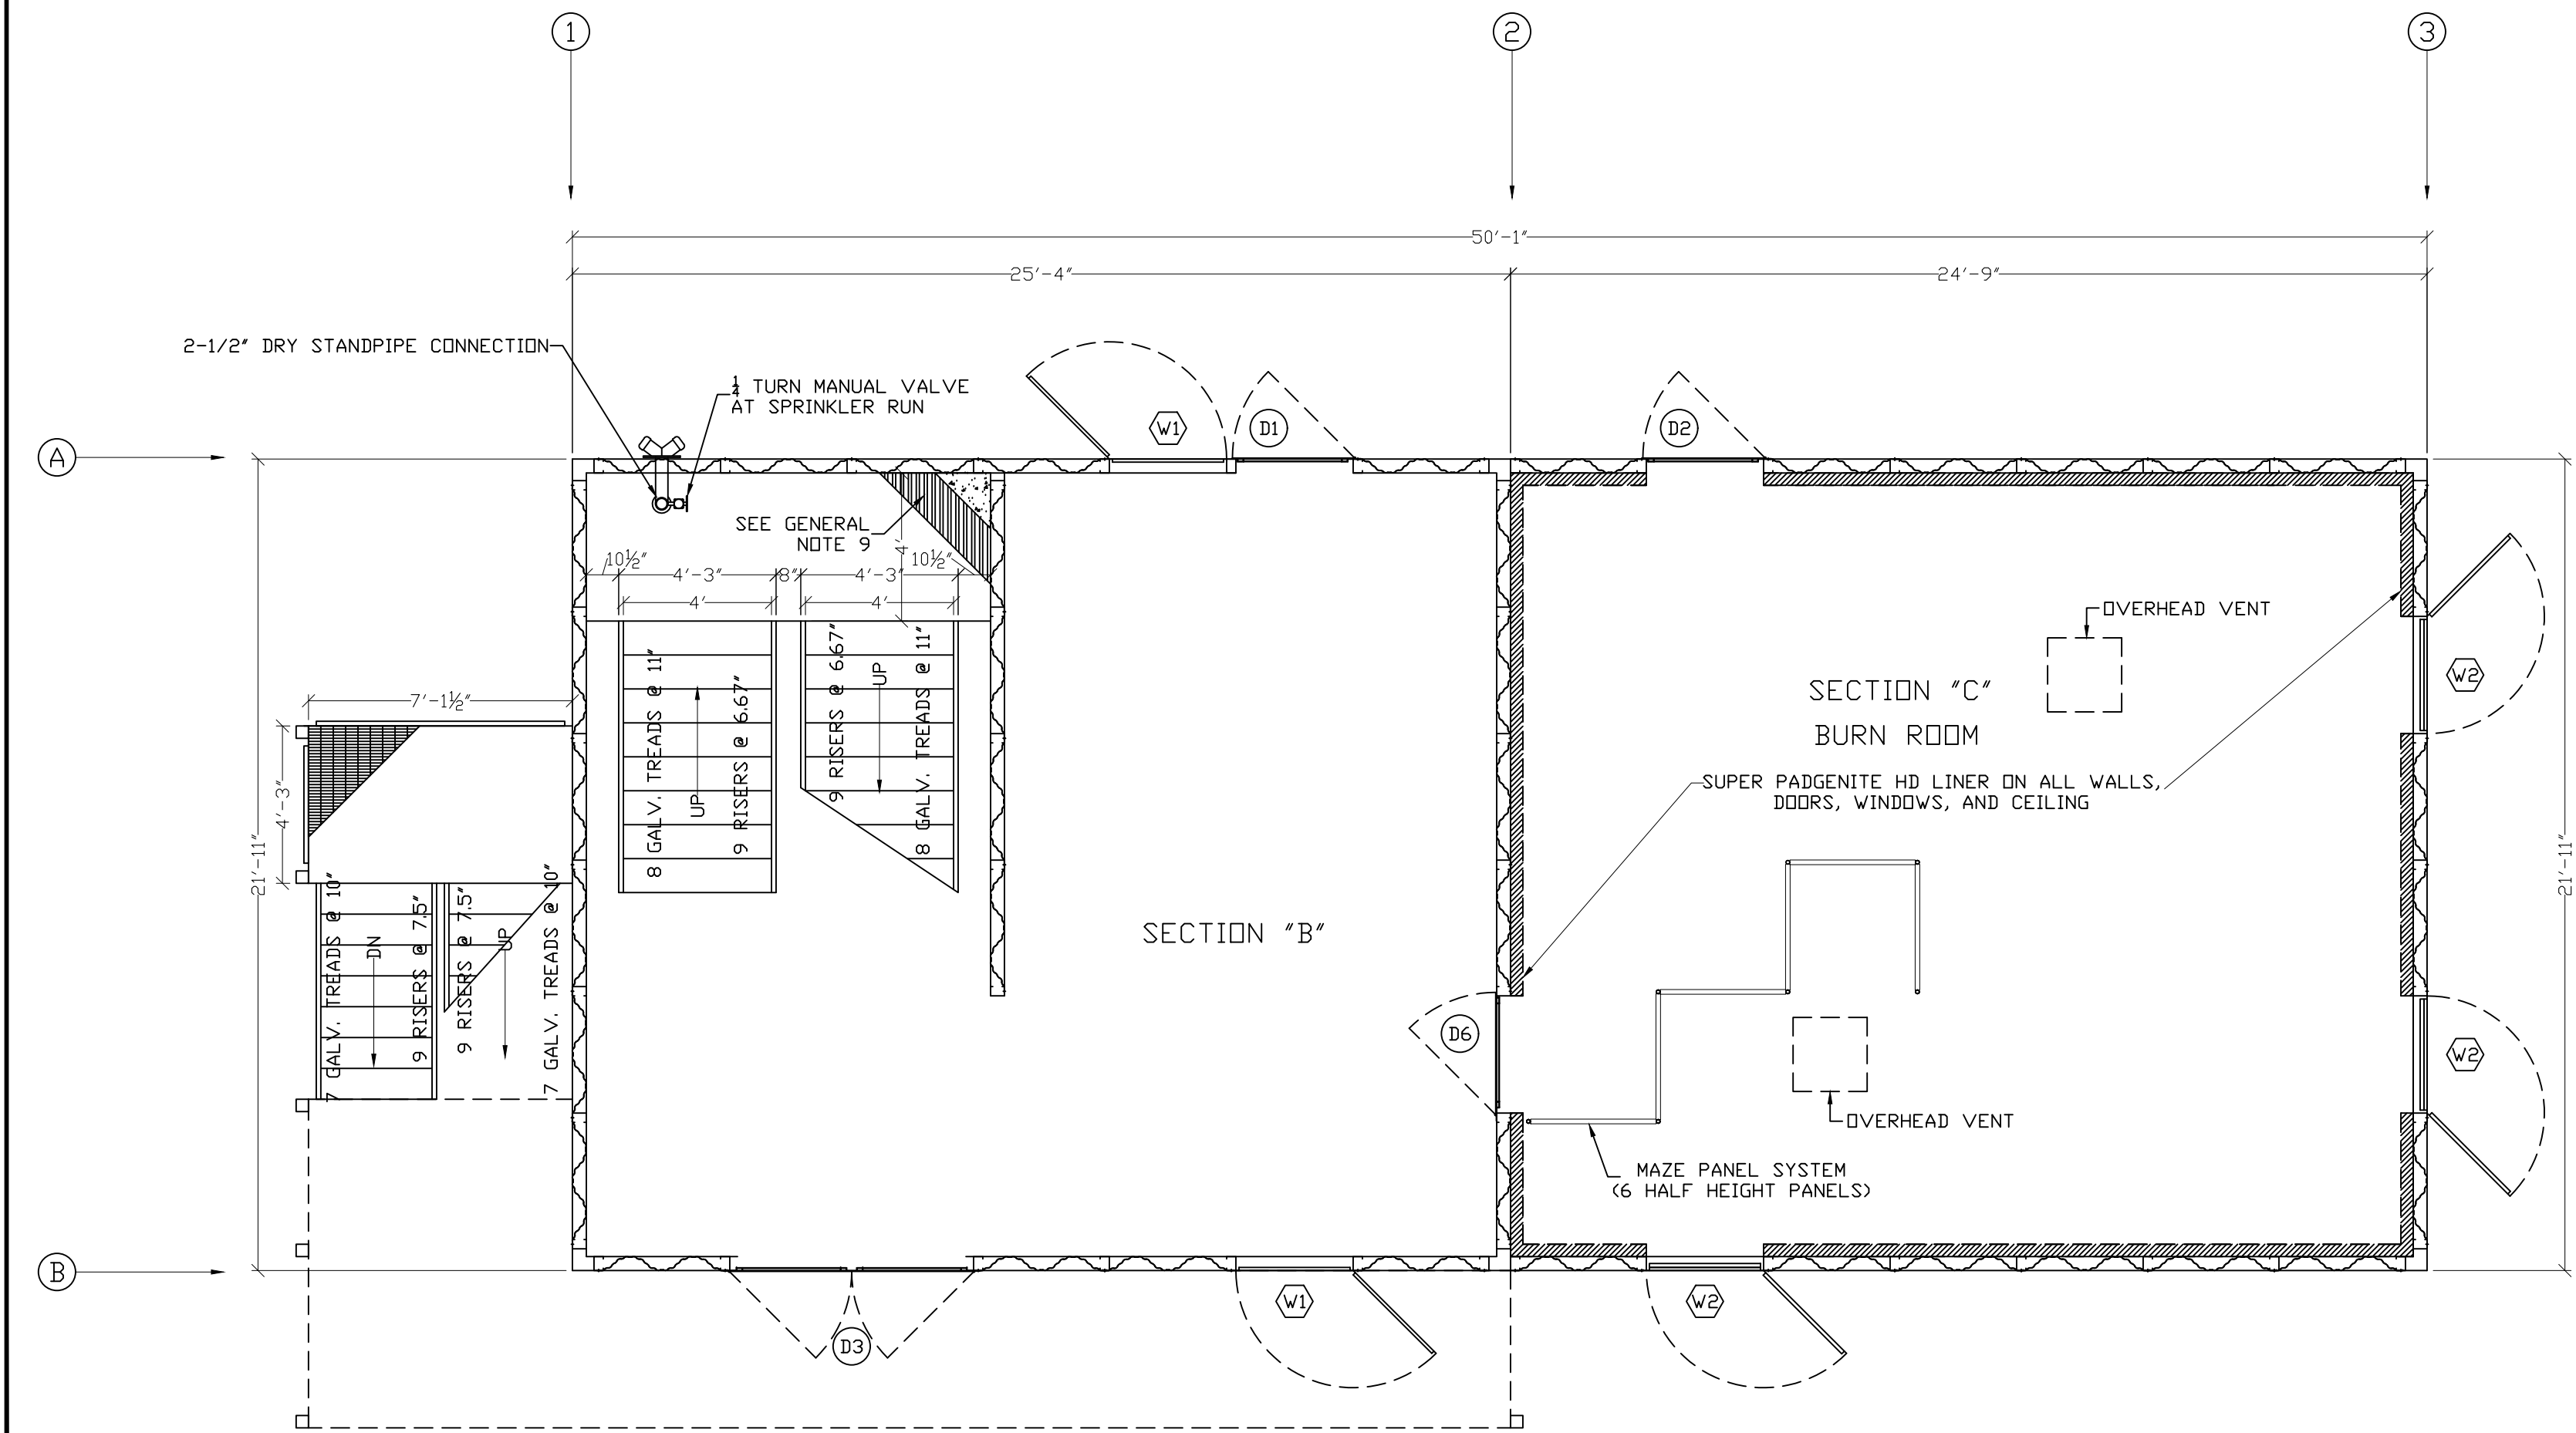 1
2
3
50'-1"
25'-4"
24'-9"
2-1/2" DRY STANDPIPE CONNECTION
1/4 TURN MANUAL VALVE
AT SPRINKLER RUN
W1
D1
D2
A
SEE GENERAL
NOTE 9
4'
10½"
4'-3"
8"
4'-3"
10½"
4'
4'
OVERHEAD VENT
8 GALV. TREADS @ 11"
UP
9 RISERS @ 6.67"
9 RISERS @ 6.67"
UP
8 GALV. TREADS @ 11"
W2
SECTION "C"
BURN ROOM
7'-1½"
4'-3"
21'-11"
SUPER PADGENITE HD LINER ON ALL WALLS,
DOORS, WINDOWS, AND CEILING
21'-11"
SECTION "B"
7 GALV. TREADS @ 10"
DN
9 RISERS @ 7.5"
9 RISERS @ 7.5"
UP
7 GALV. TREADS @ 10"
D6
W2
OVERHEAD VENT
MAZE PANEL SYSTEM
(6 HALF HEIGHT PANELS)
B
D3
W1
W2